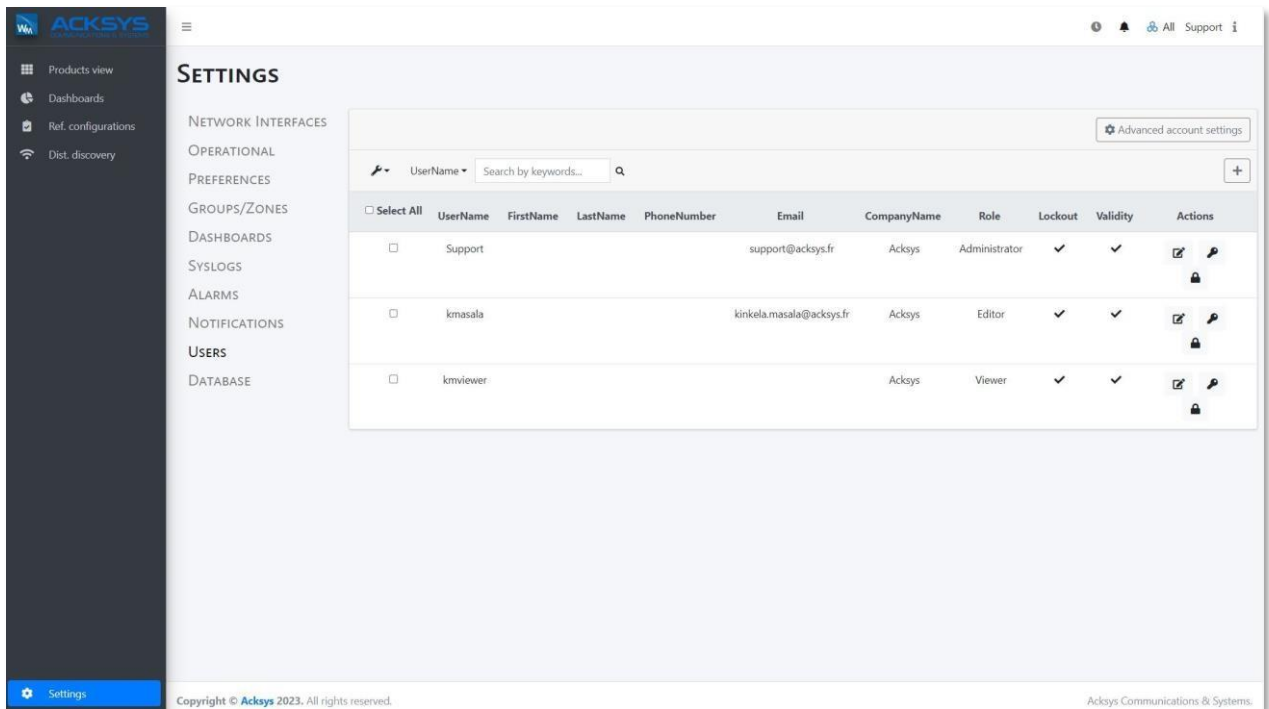 WM ACKSYS
All Support i
Products view
Dashboards
Ref. configurations
Dist. discovery
SETTINGS
NETWORK INTERFACES
OPERATIONAL
PREFERENCES
GROUPS/ZONES
DASHBOARDS
SYSLOGS
ALARMS
NOTIFICATIONS
USERS
DATABASE
Advanced account settings
UserName Search by keywords...
+
Select All UserName FirstName LastName PhoneNumber Email CompanyName Role Lockout Validity Actions
Support support@acksys.fr Acksys Administrator
kmasala kinkela.masala@acksys.fr Acksys Editor
kmviewer Acksys Viewer
Settings
Copyright © Acksys 2023. All rights reserved.
Acksys Communications & Systems.